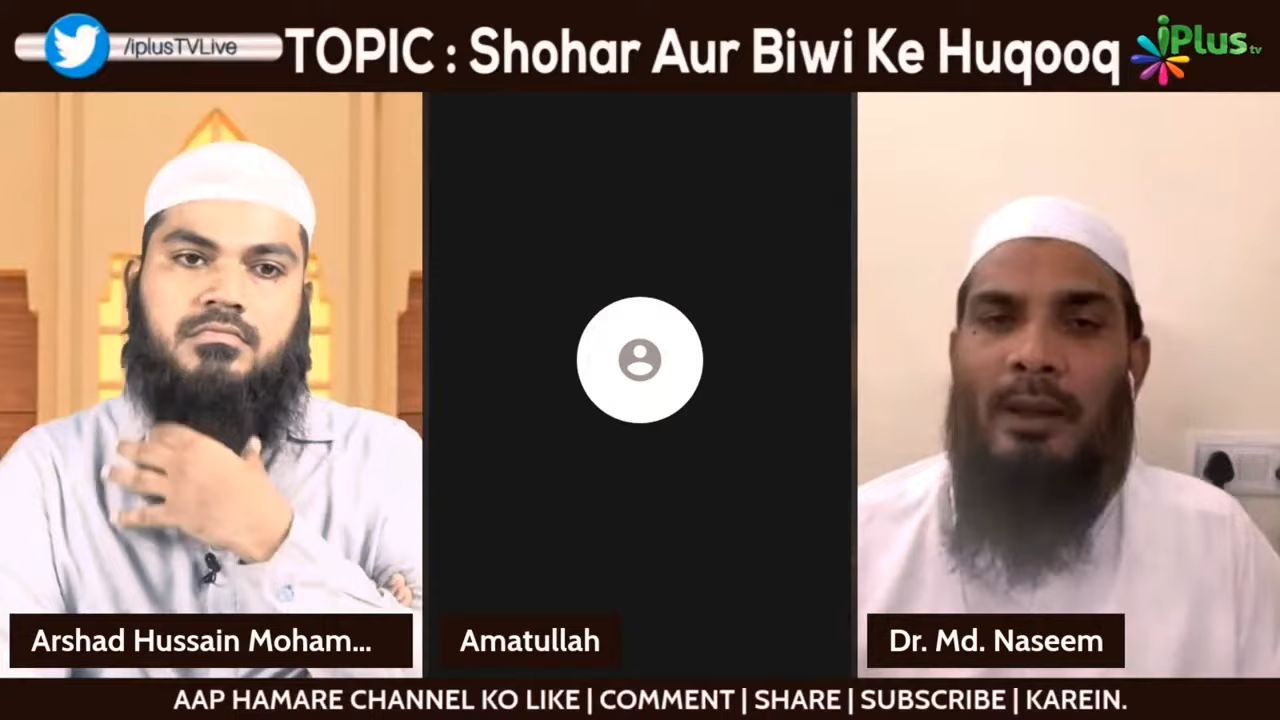 /iplusTVLive
TOPIC : Shohar Aur Biwi Ke Huqooq
iPlus tv
Arshad Hussain Moham...
Amatullah
Dr. Md. Naseem
AAP HAMARE CHANNEL KO LIKE | COMMENT | SHARE | SUBSCRIBE | KAREIN.